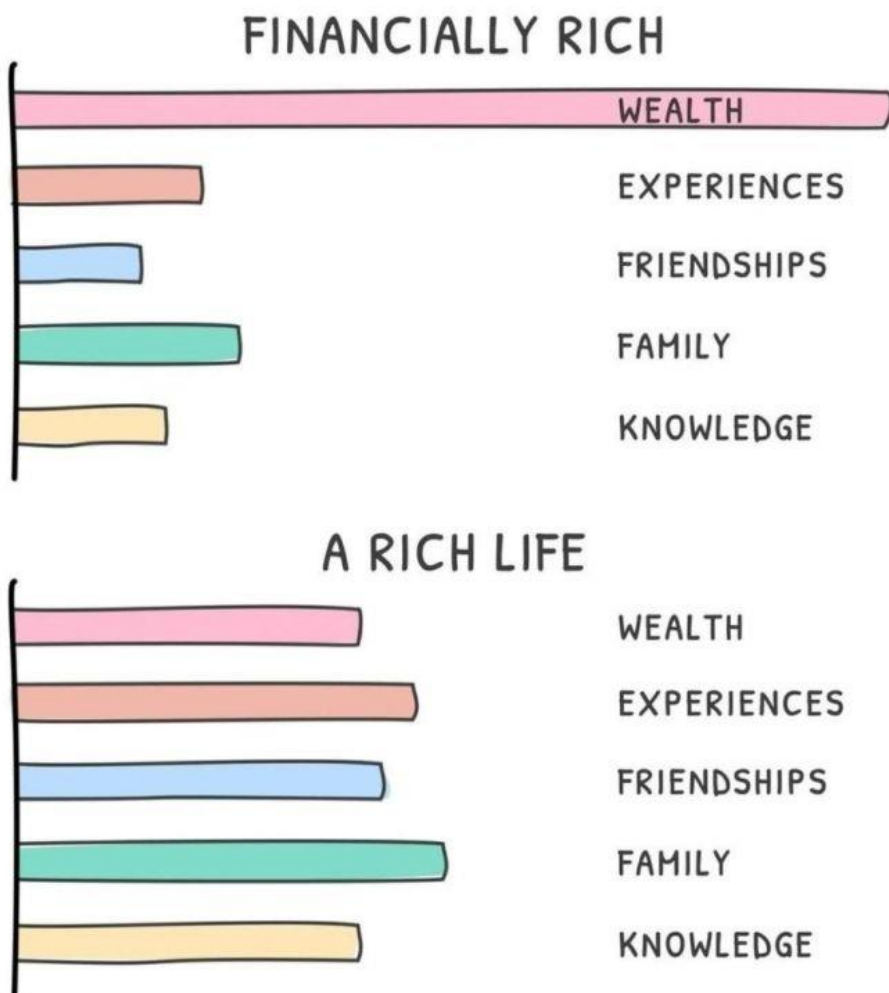 FINANCIALLY RICH
WEALTH
EXPERIENCES
FRIENDSHIPS
FAMILY
KNOWLEDGE
A RICH LIFE
WEALTH
EXPERIENCES
FRIENDSHIPS
FAMILY
KNOWLEDGE